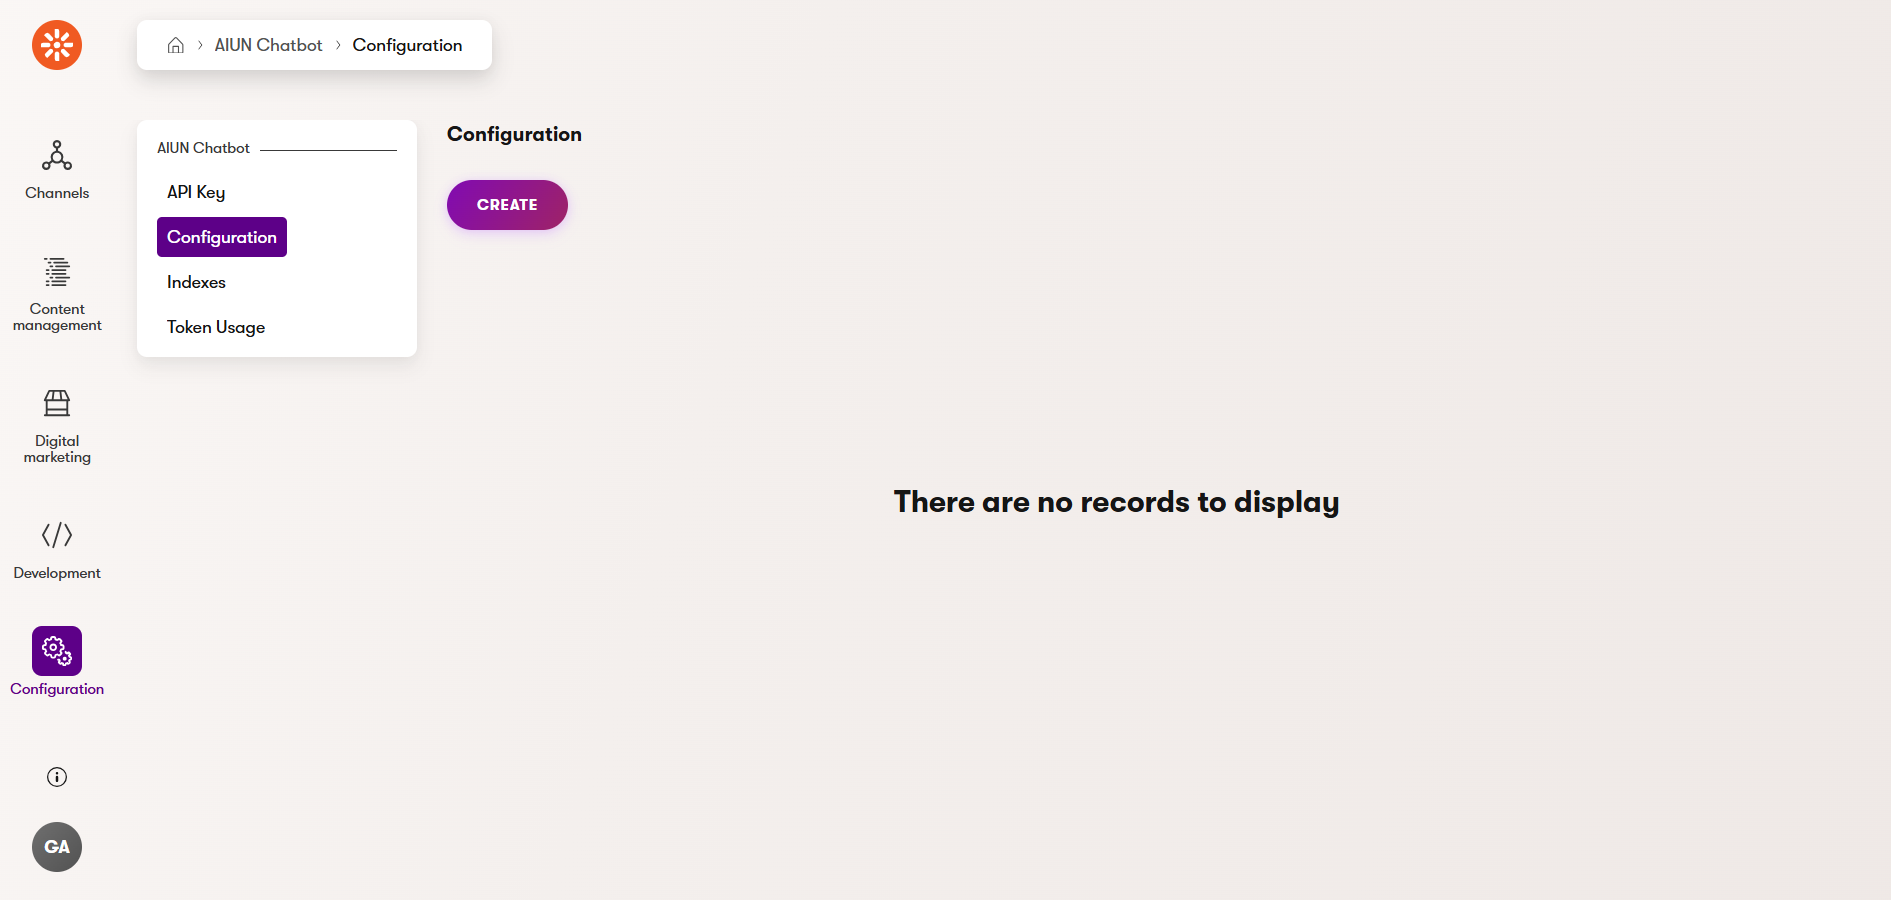 AIUN Chatbot
Configuration
Channels
Content
management
Digital
marketing
Development
Configuration
GA
AIUN Chatbot
API Key
Configuration
Indexes
Token Usage
Configuration
CREATE
There are no records to display